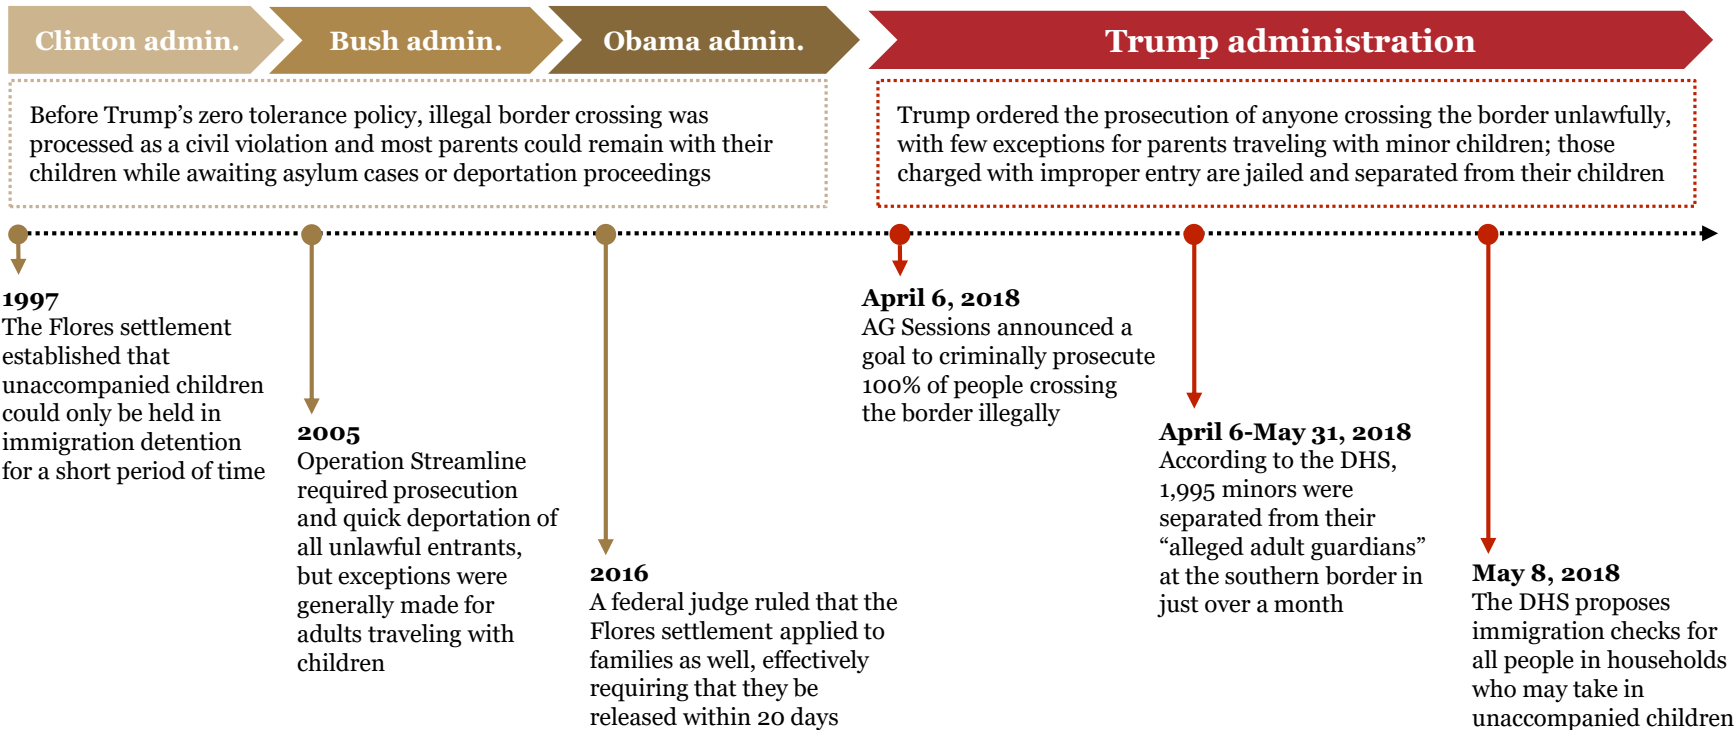 Clinton admin.
Bush admin.
Obama admin.
Trump administration
Before Trump’s zero tolerance policy, illegal border crossing was
processed as a civil violation and most parents could remain with their
children while awaiting asylum cases or deportation proceedings
Trump ordered the prosecution of anyone crossing the border unlawfully,
with few exceptions for parents traveling with minor children; those
charged with improper entry are jailed and separated from their children
1997
The Flores settlement
established that
unaccompanied children
could only be held in
immigration detention
for a short period of time
2005
Operation Streamline
required prosecution
and quick deportation of
all unlawful entrants,
but exceptions were
generally made for
adults traveling with
children
2016
A federal judge ruled that the
Flores settlement applied to
families as well, effectively
requiring that they be
released within 20 days
April 6, 2018
AG Sessions announced a
goal to criminally prosecute
100% of people crossing
the border illegally
April 6-May 31, 2018
According to the DHS,
1,995 minors were
separated from their
“alleged adult guardians”
at the southern border in
just over a month
May 8, 2018
The DHS proposes
immigration checks for
all people in households
who may take in
unaccompanied children